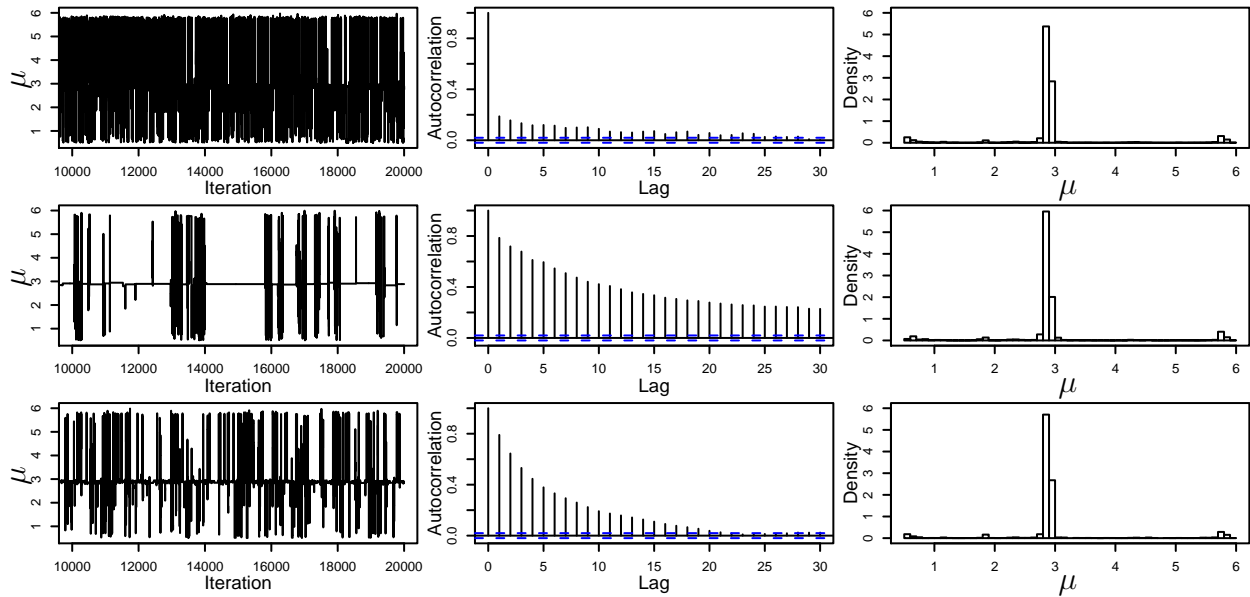 μ
1 2 3 4 5 6
10000 12000 14000 16000 18000 20000
Iteration
Autocorrelation
0.0 0.4 0.8
0 5 10 15 20 25 30
Lag
Density
0 1 2 3 4 5 6
1 2 3 4 5 6
μ
μ
1 2 3 4 5 6
10000 12000 14000 16000 18000 20000
Iteration
Autocorrelation
0.0 0.4 0.8
0 5 10 15 20 25 30
Lag
Density
0 1 2 3 4 5 6
1 2 3 4 5 6
μ
μ
1 2 3 4 5 6
10000 12000 14000 16000 18000 20000
Iteration
Autocorrelation
0.0 0.4 0.8
0 5 10 15 20 25 30
Lag
Density
0 1 2 3 4 5 6
1 2 3 4 5 6
μ